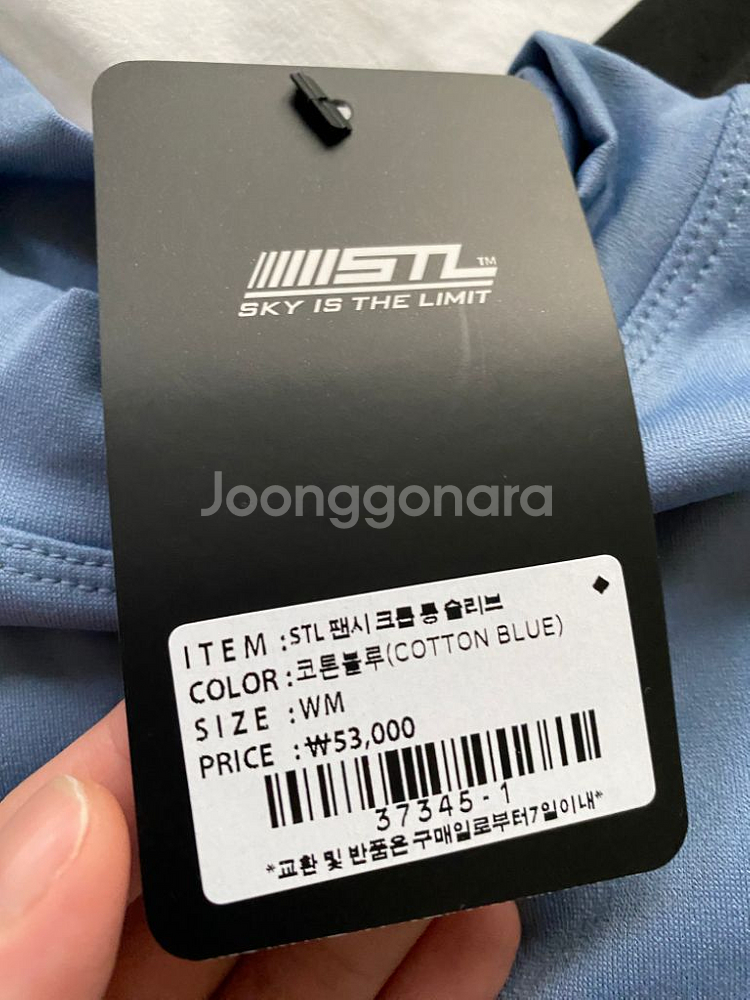 STL™
SKY IS THE LIMIT
Joonggonara
ITEM : STL 팬시 크롭 롱 슬리브
COLOR : 코튼블루(COTTON BLUE)
SIZE : WM
PRICE : ₩53,000
37345-1
*교환 및 반품은 구매일로부터7일이내*